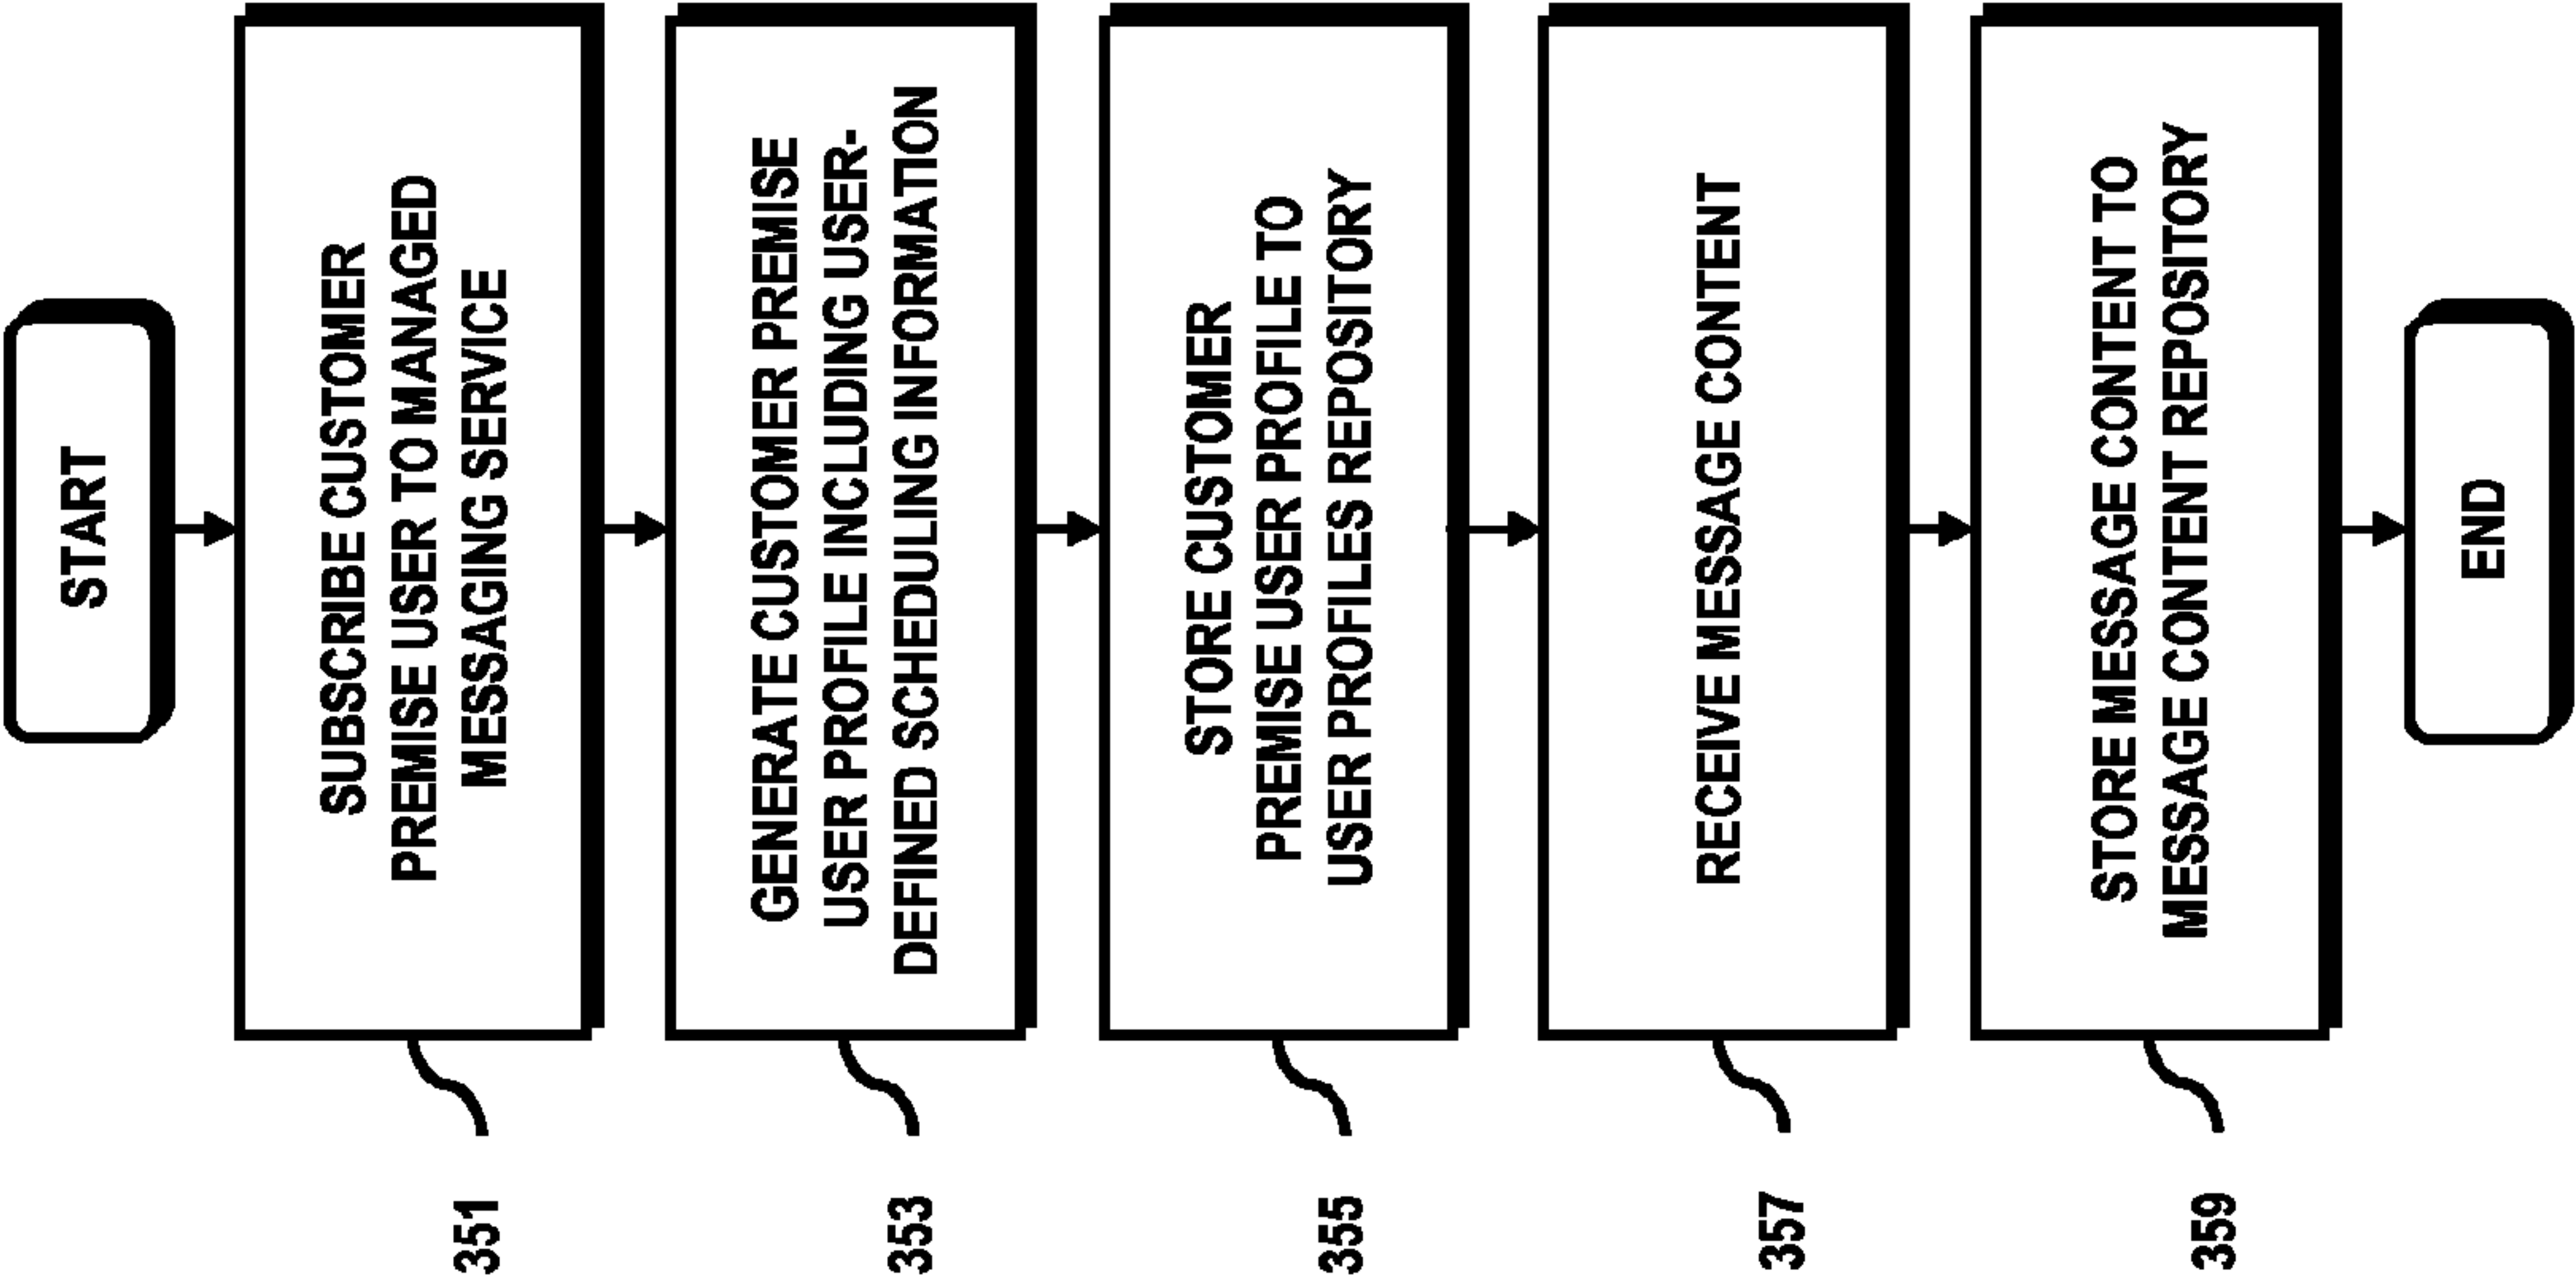 START
SUBSCRIBE CUSTOMER
PREMISE USER TO MANAGED
MESSAGING SERVICE
351
GENERATE CUSTOMER PREMISE
USER PROFILE INCLUDING USER-
DEFINED SCHEDULING INFORMATION
353
STORE CUSTOMER
PREMISE USER PROFILE TO
USER PROFILES REPOSITORY
355
RECEIVE MESSAGE CONTENT
357
STORE MESSAGE CONTENT TO
MESSAGE CONTENT REPOSITORY
359
END